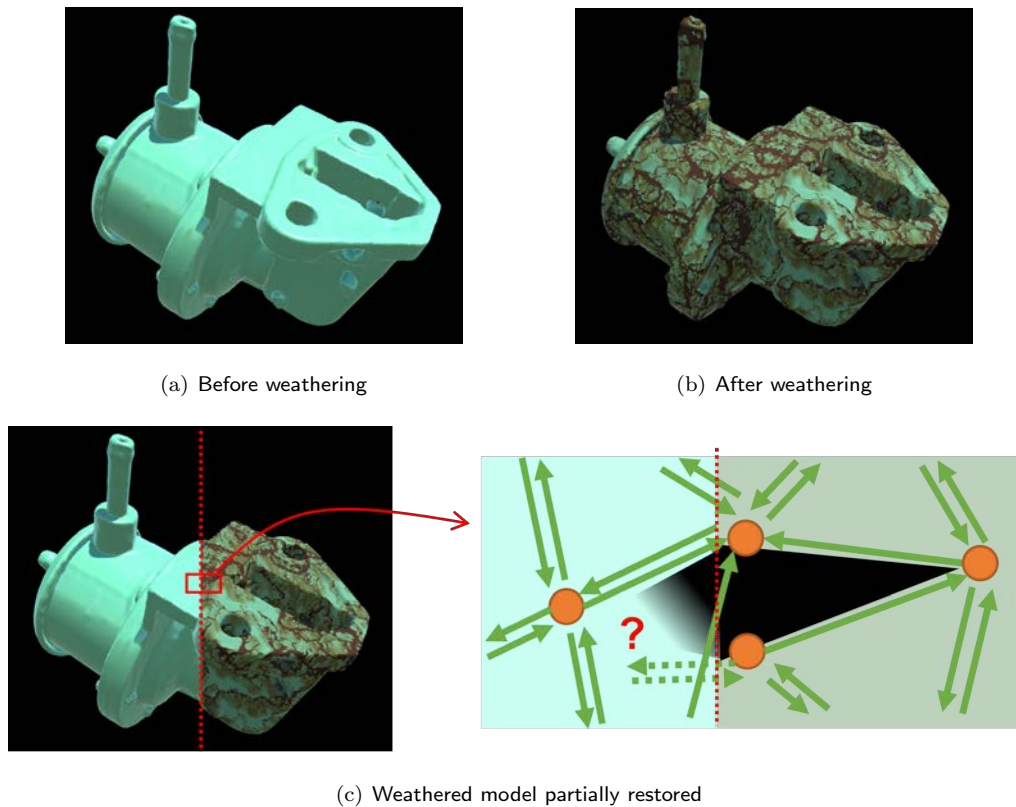 (a) Before weathering
(b) After weathering
?
(c) Weathered model partially restored